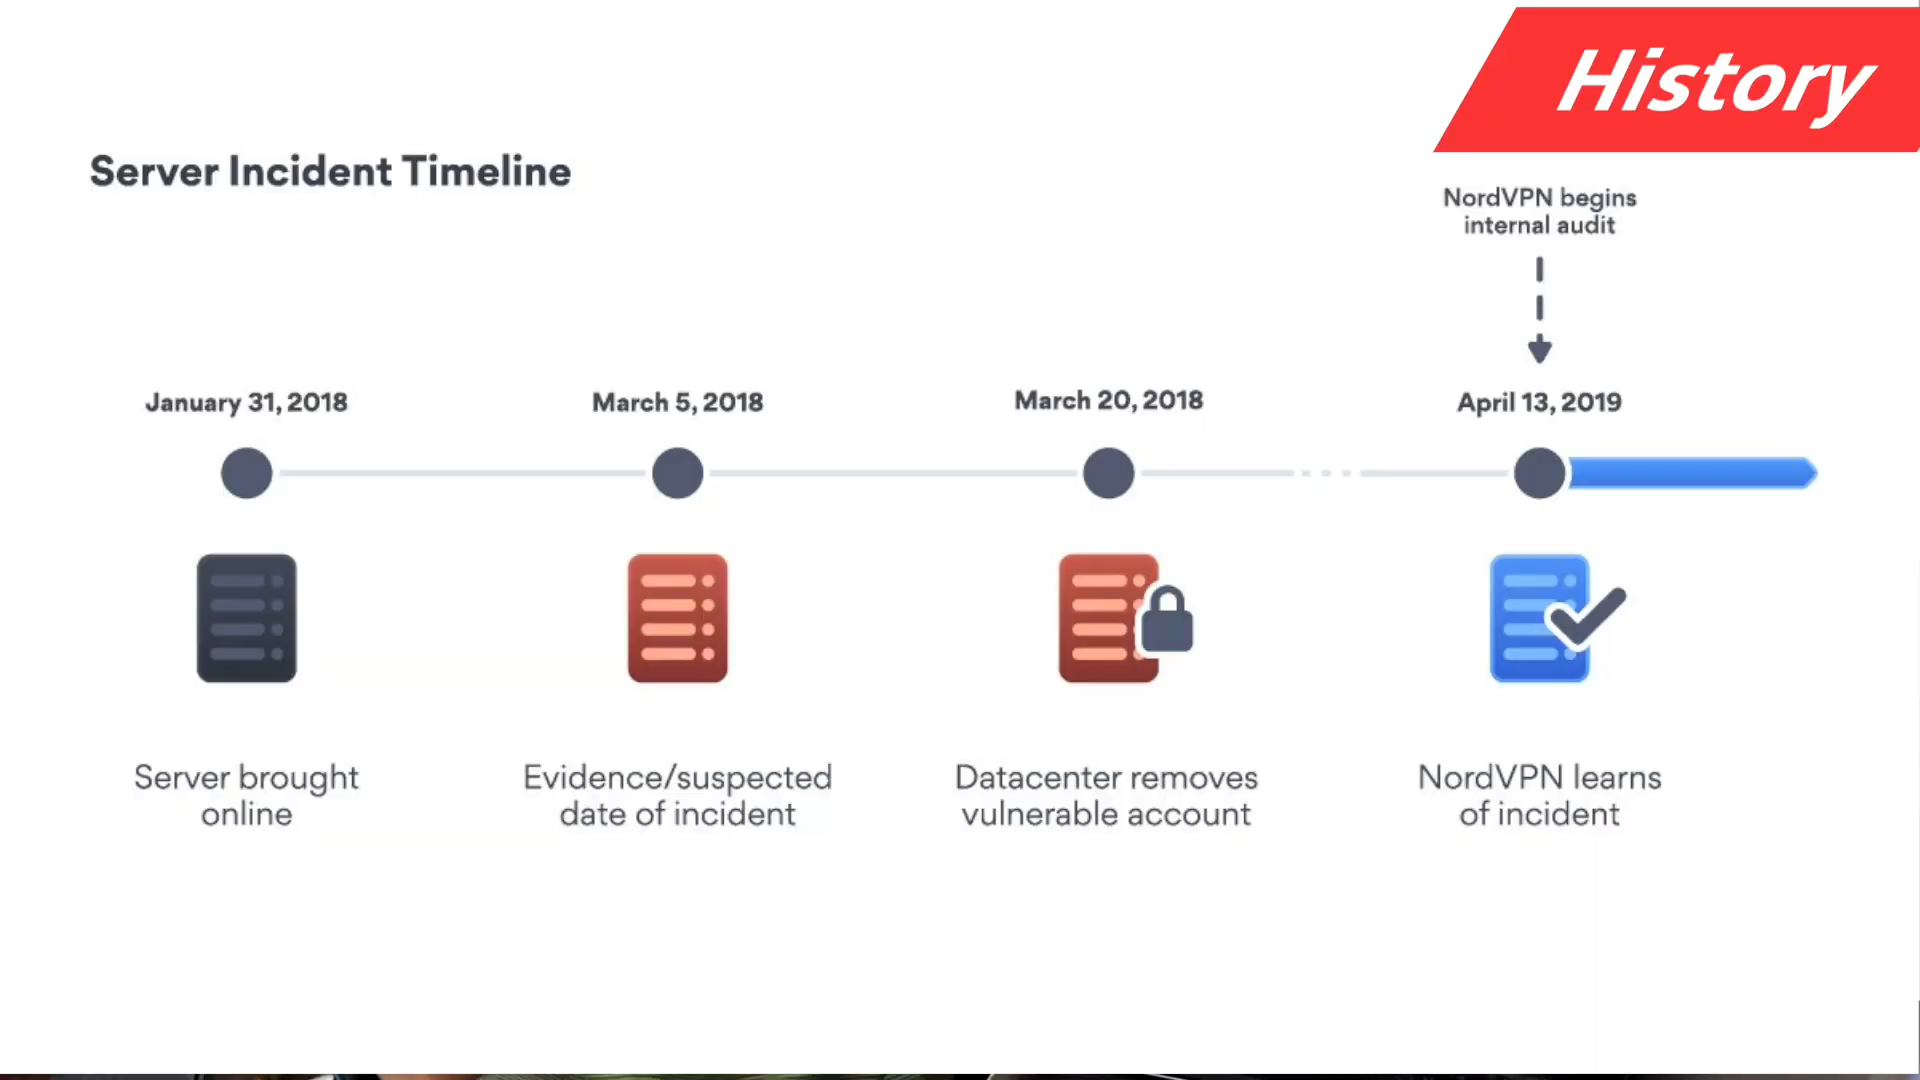 History
Server Incident Timeline
NordVPN begins
internal audit
January 31, 2018
March 5, 2018
March 20, 2018
April 13, 2019
Server brought
online
Evidence/suspected
date of incident
Datacenter removes
vulnerable account
NordVPN learns
of incident